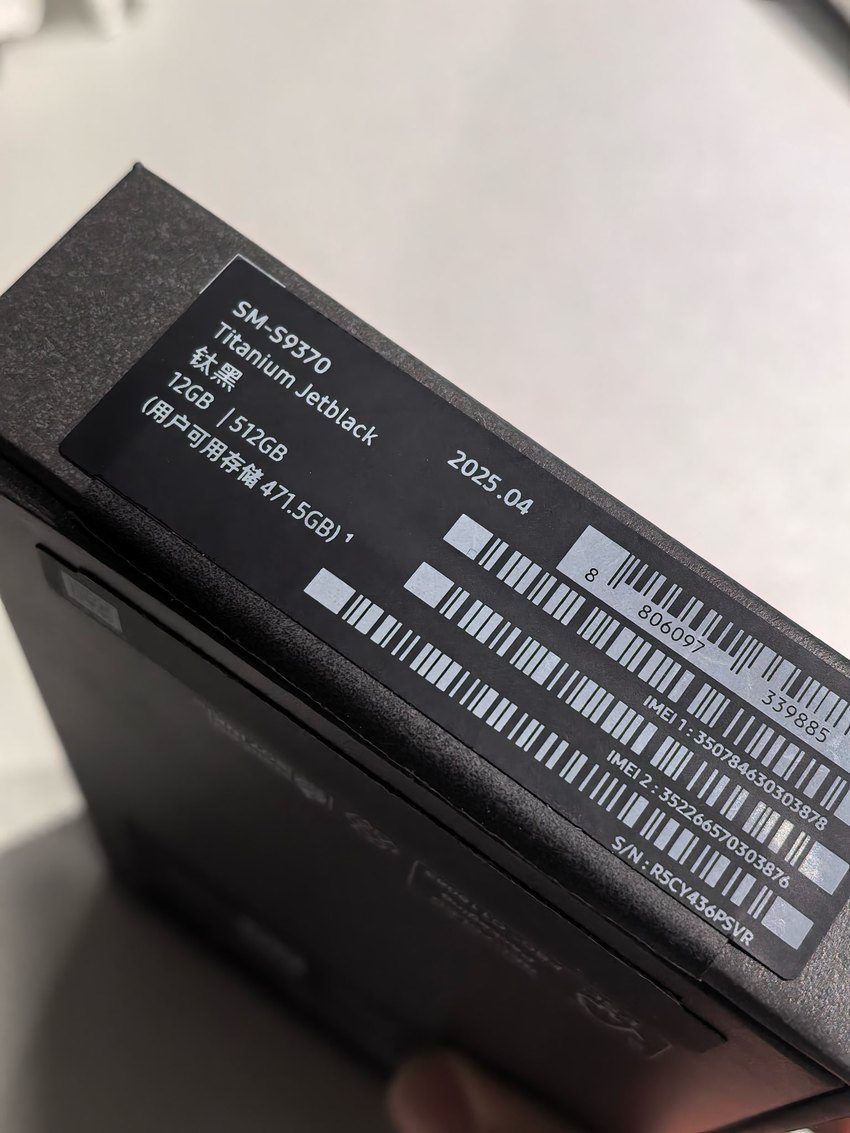 SM-S9370
Titanium Jetblack
钛黑
12GB | 512GB
(用户可用存储 471.5GB)¹
2025.04
8 806097 339885
IMEI 1 : 350784630303878
IMEI 2 : 352266570303876
S/N : R5CY436PSVR